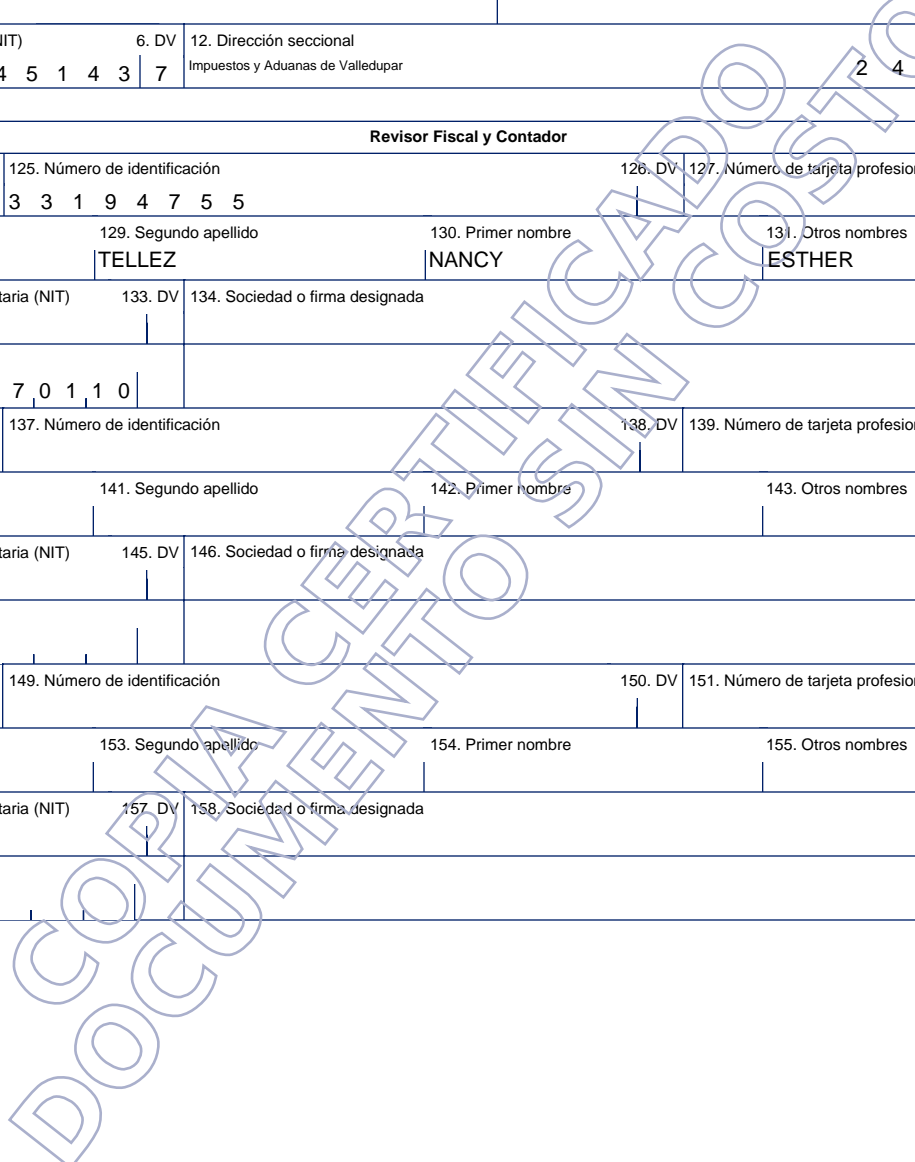 NIT) 6. DV 12. Dirección seccional
4 5 1 4 3 7 Impuestos y Aduanas de Valledupar 2 4
Revisor Fiscal y Contador
125. Número de identificación 126. DV 127. Número de tarjeta profesion
3 3 1 9 4 7 5 5
129. Segundo apellido 130. Primer nombre 131. Otros nombres
TELLEZ NANCY ESTHER
taria (NIT) 133. DV 134. Sociedad o firma designada
7 0 1 1 0
137. Número de identificación 138. DV 139. Número de tarjeta profesion
141. Segundo apellido 142. Primer nombre 143. Otros nombres
taria (NIT) 145. DV 146. Sociedad o firma designada
149. Número de identificación 150. DV 151. Número de tarjeta profesion
153. Segundo apellido 154. Primer nombre 155. Otros nombres
taria (NIT) 157. DV 158. Sociedad o firma designada
COPIA CERTIFICADO
DOCUMENTO SIN COSTO